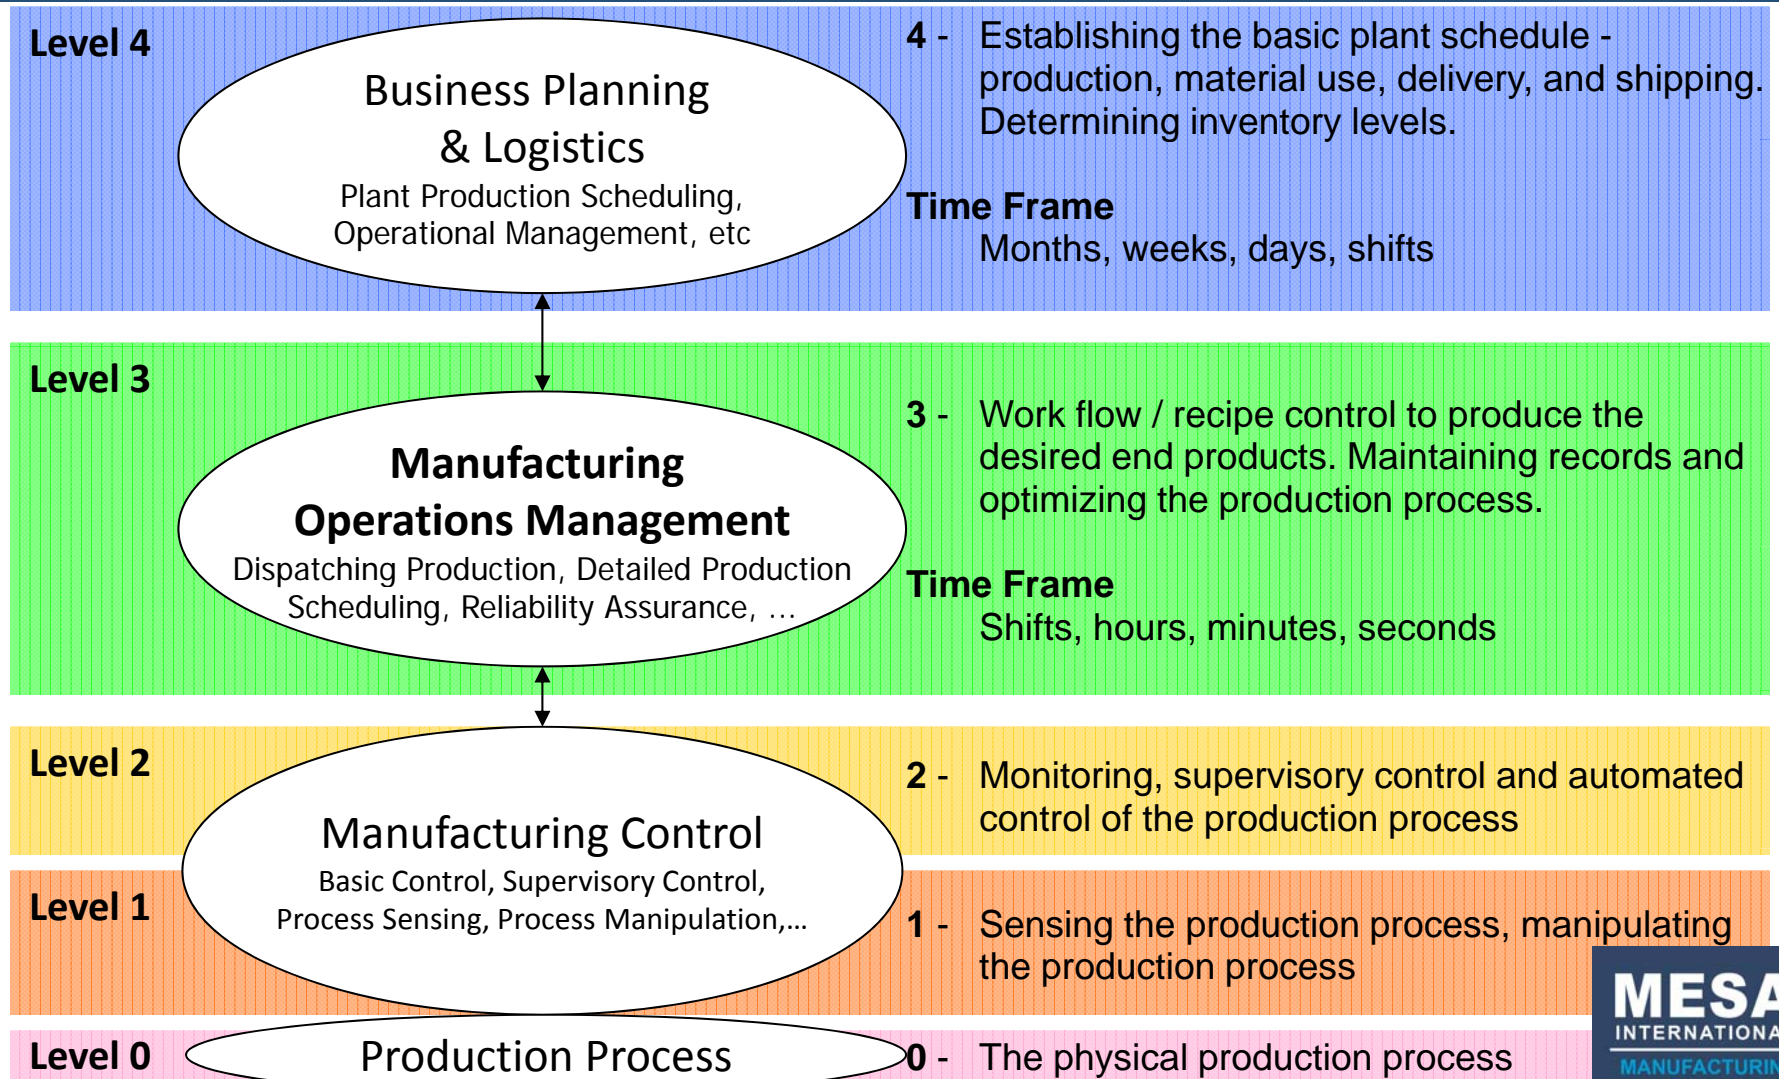 Level 4
Business Planning
& Logistics
Plant Production Scheduling,
Operational Management, etc
4 - Establishing the basic plant schedule -
production, material use, delivery, and shipping.
Determining inventory levels.
Time Frame
Months, weeks, days, shifts
Level 3
Manufacturing
Operations Management
Dispatching Production, Detailed Production
Scheduling, Reliability Assurance, ...
3 - Work flow / recipe control to produce the
desired end products. Maintaining records and
optimizing the production process.
Time Frame
Shifts, hours, minutes, seconds
Level 2
Manufacturing Control
Basic Control, Supervisory Control,
Process Sensing, Process Manipulation,...
2 - Monitoring, supervisory control and automated
control of the production process
Level 1
1 - Sensing the production process, manipulating
the production process
Level 0
Production Process
0 - The physical production process
MESA
INTERNATIONA
MANUFACTURIN